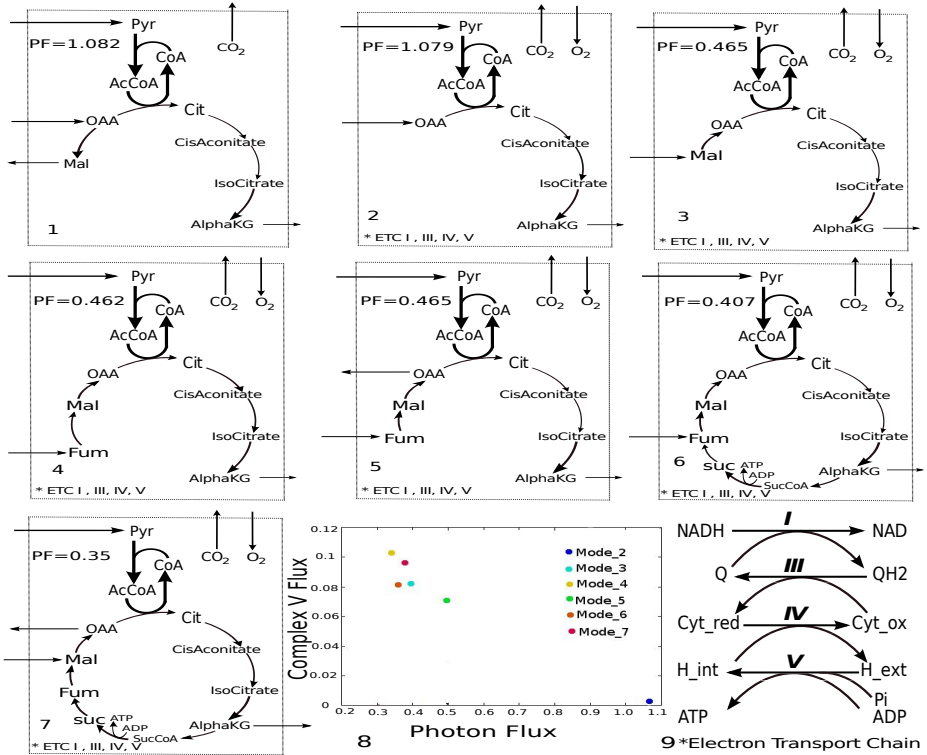 Pyr
PF=1.082
CO2
CoA
AcCoA
OAA
Cit
Mal
CisAconitate
IsoCitrate
AlphaKG
1
Pyr
PF=1.079
CO2
O2
CoA
AcCoA
OAA
Cit
CisAconitate
IsoCitrate
AlphaKG
2
* ETC I , III, IV, V
Pyr
PF=0.465
CO2
O2
CoA
AcCoA
OAA
Cit
Mal
CisAconitate
IsoCitrate
AlphaKG
3
* ETC I , III, IV, V
Pyr
PF=0.462
CO2
O2
CoA
AcCoA
OAA
Cit
Mal
CisAconitate
Fum
IsoCitrate
4
AlphaKG
* ETC I , III, IV, V
Pyr
PF=0.465
CO2
O2
CoA
AcCoA
OAA
Cit
Mal
CisAconitate
Fum
IsoCitrate
5
AlphaKG
* ETC I , III, IV, V
Pyr
PF=0.407
CO2
O2
CoA
AcCoA
OAA
Cit
Mal
CisAconitate
Fum
IsoCitrate
6
suc
ATP
ADP
SucCoA
AlphaKG
* ETC I , III, IV, V
Pyr
PF=0.35
CO2
O2
CoA
AcCoA
OAA
Cit
Mal
CisAconitate
Fum
IsoCitrate
7
suc
ATP
ADP
SucCoA
AlphaKG
* ETC I , III, IV, V
Complex V Flux
0.12
0.1
0.08
0.06
0.04
0.02
0
0.2 0.3 0.4 0.5 0.6 0.7 0.8 0.9 1.0 1.1
Mode_2
Mode_3
Mode_4
Mode_5
Mode_6
Mode_7
Photon Flux
8
I
NADH
NAD
Q
III
QH2
Cyt_red
IV
Cyt_ox
H_int
V
H_ext
Pi
ATP
ADP
9 *Electron Transport Chain